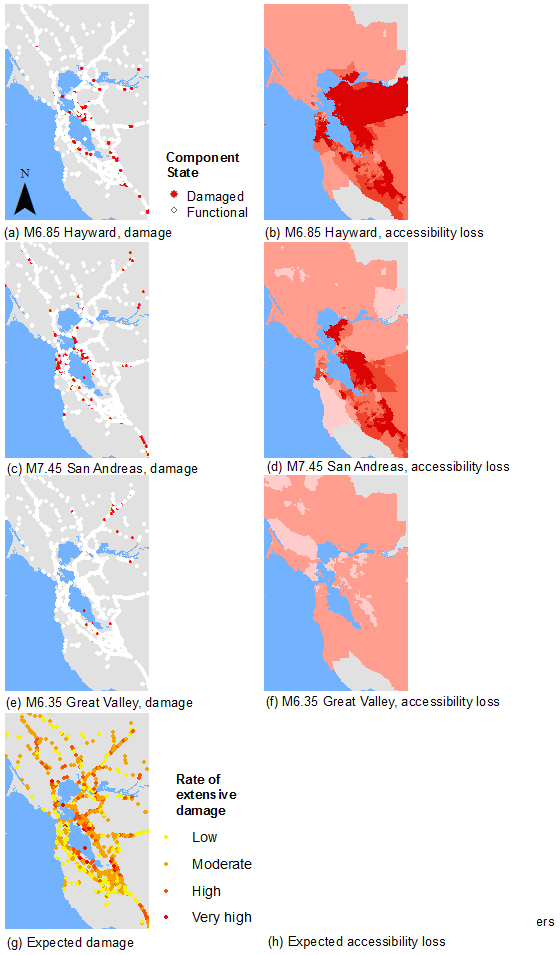 N
Component
State
Damaged
Functional
(a) M6.85 Hayward, damage
(b) M6.85 Hayward, accessibility loss
(c) M7.45 San Andreas, damage
(d) M7.45 San Andreas, accessibility loss
(e) M6.35 Great Valley, damage
(f) M6.35 Great Valley, accessibility loss
Rate of
extensive
damage
Low
Moderate
High
Very high
ers
(g) Expected damage
(h) Expected accessibility loss